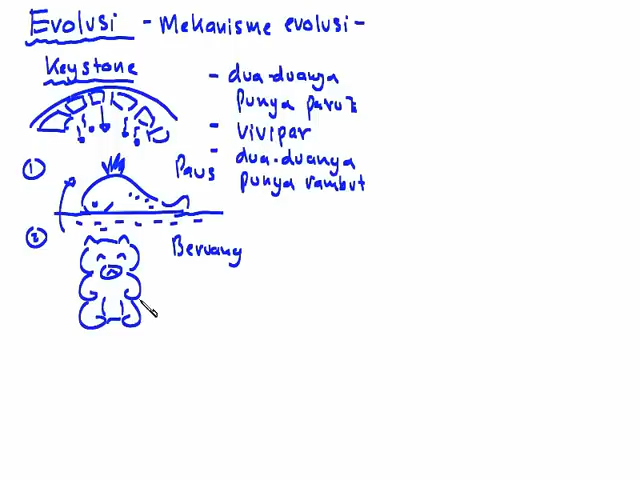 Evolusi - Mekanisme evolusi -
Keystone
- dua-duanya
punya paru2
- Vivipar
- dua-duanya
punya rambut
1
Paus
2
Beruang